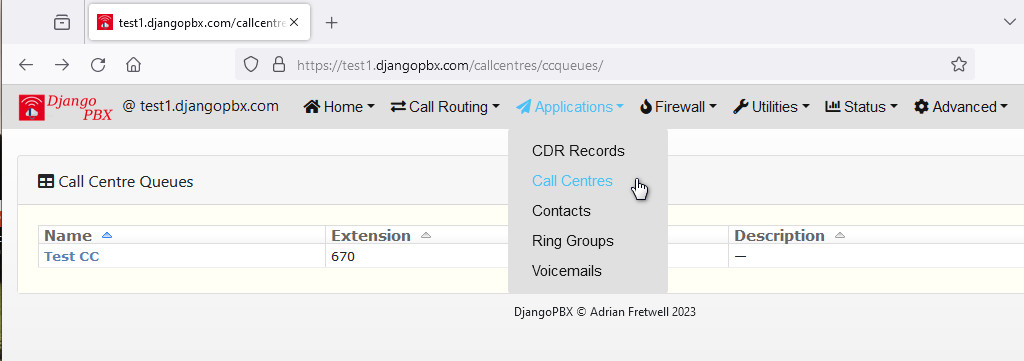 test1.djangopbx.com/callcentre
https://test1.djangopbx.com/callcentres/ccqueues/
Django PBX @ test1.djangopbx.com Home Call Routing Applications Firewall Utilities Status Advanced
CDR Records
Call Centres
Contacts
Ring Groups
Voicemails
Call Centre Queues
Name Extension Description
Test CC 670 —
DjangoPBX © Adrian Fretwell 2023